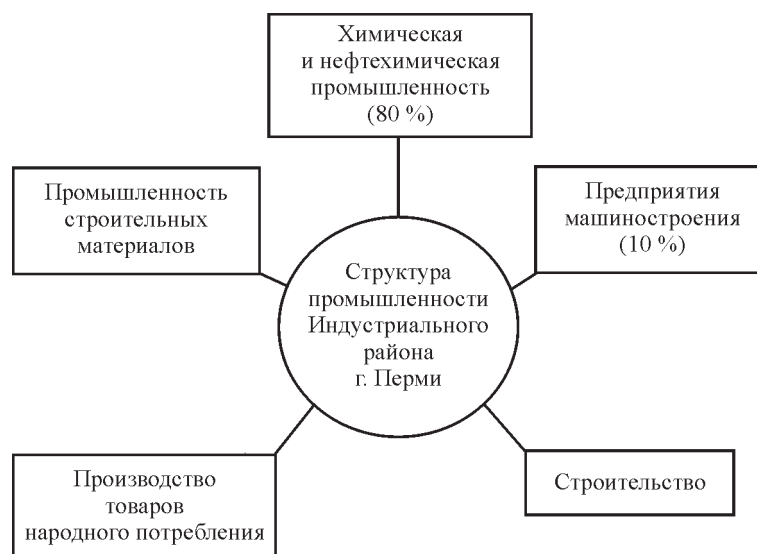 Химическая
и нефтехимическая
промышленность
(80 %)
Промышленность
строительных
материалов
Предприятия
машиностроения
(10 %)
Структура
промышленности
Индустриального
района
г. Перми
Производство
товаров
народного потребления
Строительство